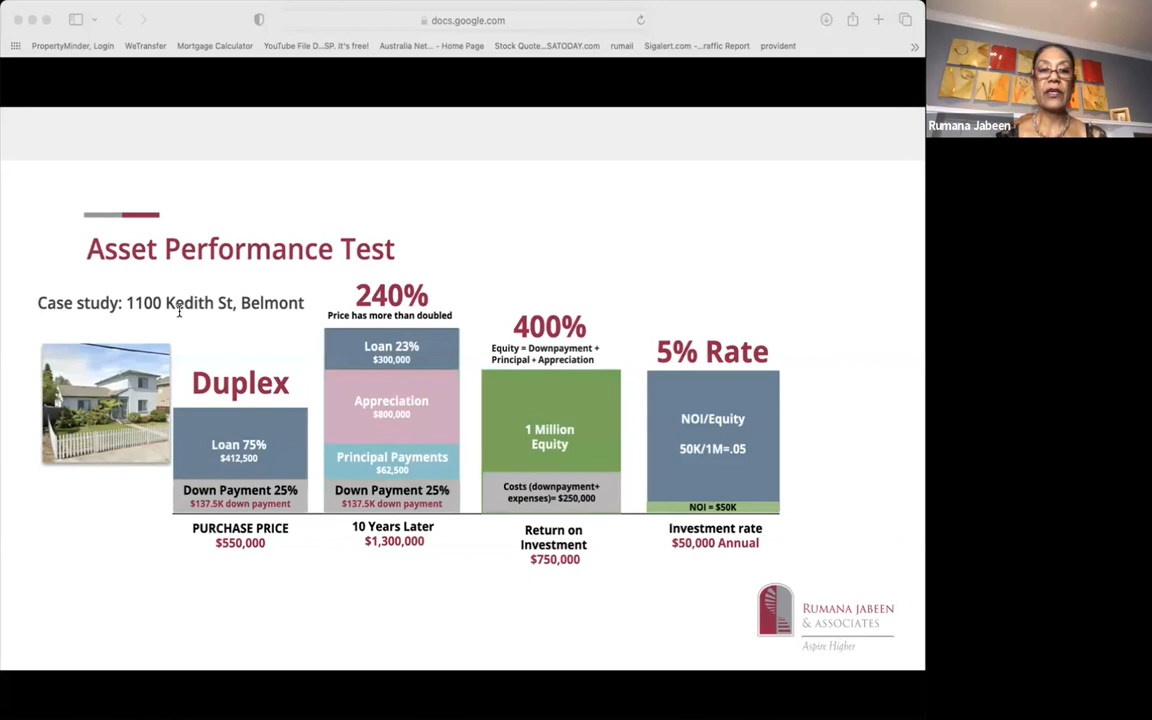 docs.google.com
PropertyMinder, Login
WeTransfer
Mortgage Calculator
YouTube File D...SP. It's free!
Australia Net... - Home Page
Stock Quote...SATODAY.com
rumail
Sigalert.com -...raffic Report
provident
Rumana Jabeen
Asset Performance Test
Case study: 1100 Kedith St, Belmont
Duplex
Loan 75%
$412,500
Down Payment 25%
$137.5K down payment
PURCHASE PRICE
$550,000
240%
Price has more than doubled
Loan 23%
$300,000
Appreciation
$800,000
Principal Payments
$62,500
Down Payment 25%
$137.5K down payment
10 Years Later
$1,300,000
400%
Equity = Downpayment +
Principal + Appreciation
1 Million
Equity
Costs (downpayment+
expenses)= $250,000
Return on
Investment
$750,000
5% Rate
NOI/Equity
50K/1M=.05
NOI = $50K
Investment rate
$50,000 Annual
RUMANA JABEEN
& ASSOCIATES
Aspire Higher